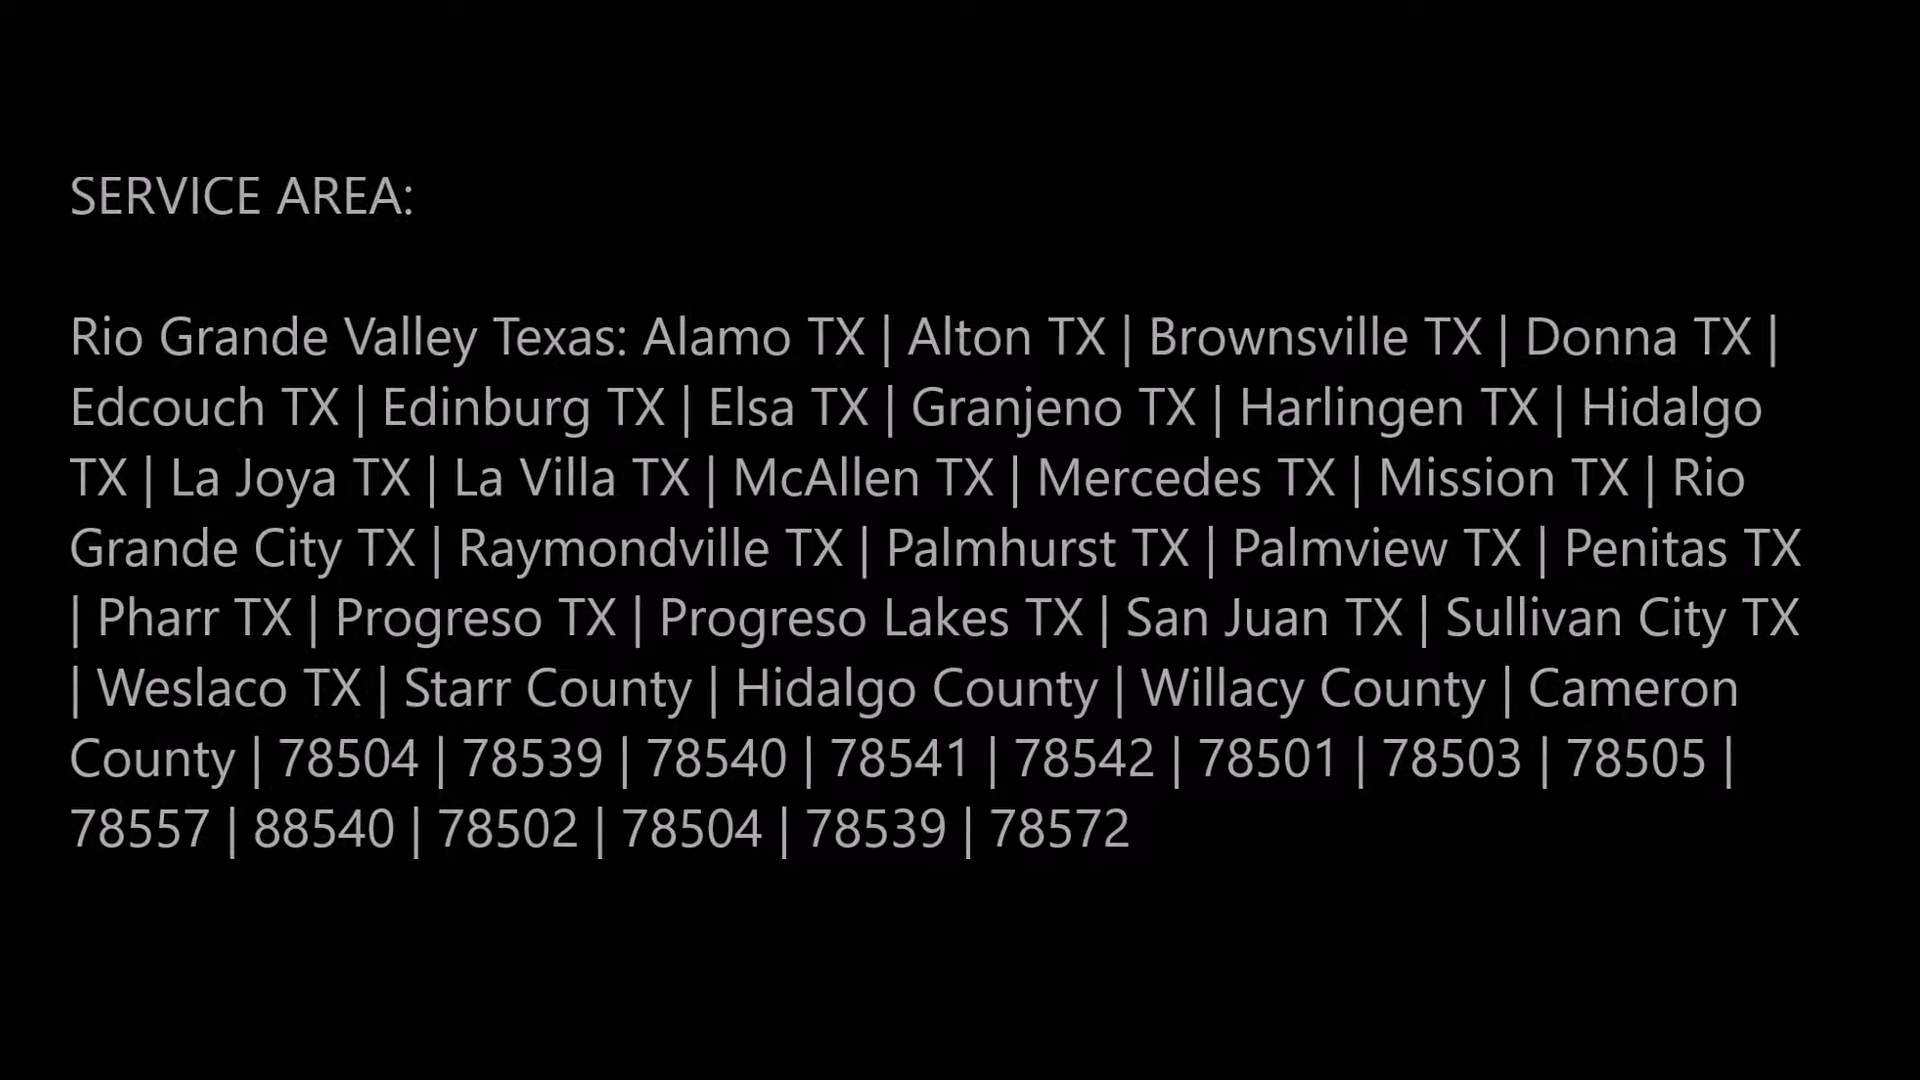 SERVICE AREA:
Rio Grande Valley Texas: Alamo TX | Alton TX | Brownsville TX | Donna TX |
Edcouch TX | Edinburg TX | Elsa TX | Granjeno TX | Harlingen TX | Hidalgo
TX | La Joya TX | La Villa TX | McAllen TX | Mercedes TX | Mission TX | Rio
Grande City TX | Raymondville TX | Palmhurst TX | Palmview TX | Penitas TX
| Pharr TX | Progreso TX | Progreso Lakes TX | San Juan TX | Sullivan City TX
| Weslaco TX | Starr County | Hidalgo County | Willacy County | Cameron
County | 78504 | 78539 | 78540 | 78541 | 78542 | 78501 | 78503 | 78505 |
78557 | 88540 | 78502 | 78504 | 78539 | 78572